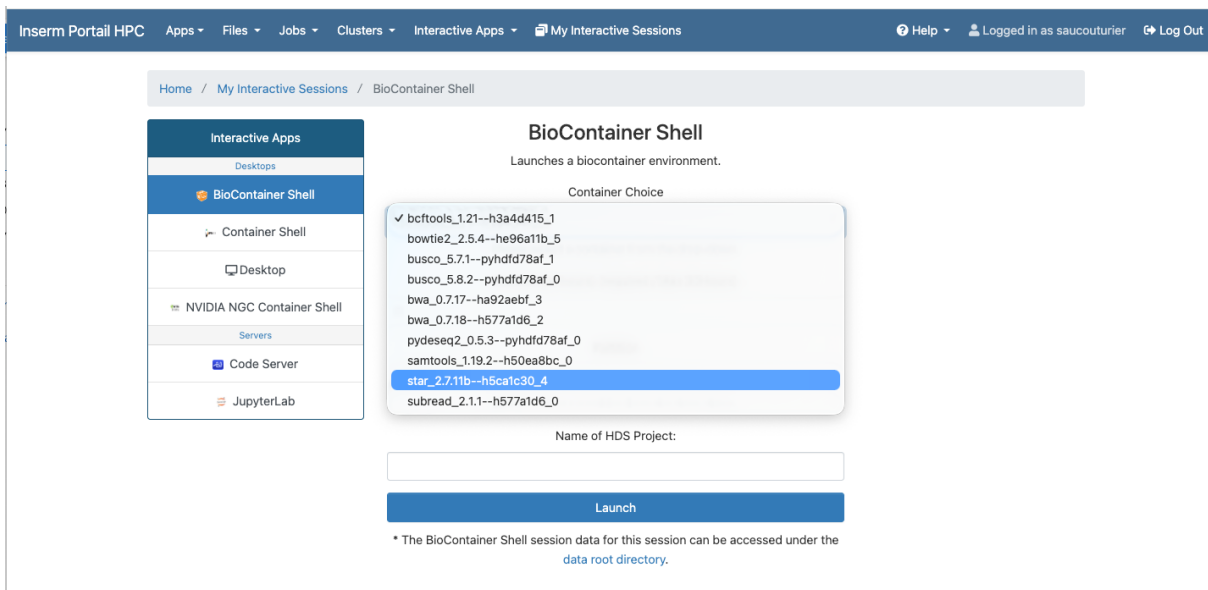 Inserm Portail HPC Apps Files Jobs Clusters Interactive Apps My Interactive Sessions Help Logged in as saucouturier Log Out
Home / My Interactive Sessions / BioContainer Shell
Interactive Apps
Desktops
BioContainer Shell
Container Shell
Desktop
NVIDIA NGC Container Shell
Servers
Code Server
JupyterLab
BioContainer Shell
Launches a biocontainer environment.
Container Choice
✓ bcftools_1.21--h3a4d415_1
bowtie2_2.5.4--he96a11b_5
busco_5.7.1--pyhdfd78af_1
busco_5.8.2--pyhdfd78af_0
bwa_0.7.17--ha92aebf_3
bwa_0.7.18--h577a1d6_2
pydeseq2_0.5.3--pyhdfd78af_0
samtools_1.19.2--h50ea8bc_0
star_2.7.11b--h5ca1c30_4
subread_2.1.1--h577a1d6_0
Name of HDS Project:
Launch
* The BioContainer Shell session data for this session can be accessed under the
data root directory.